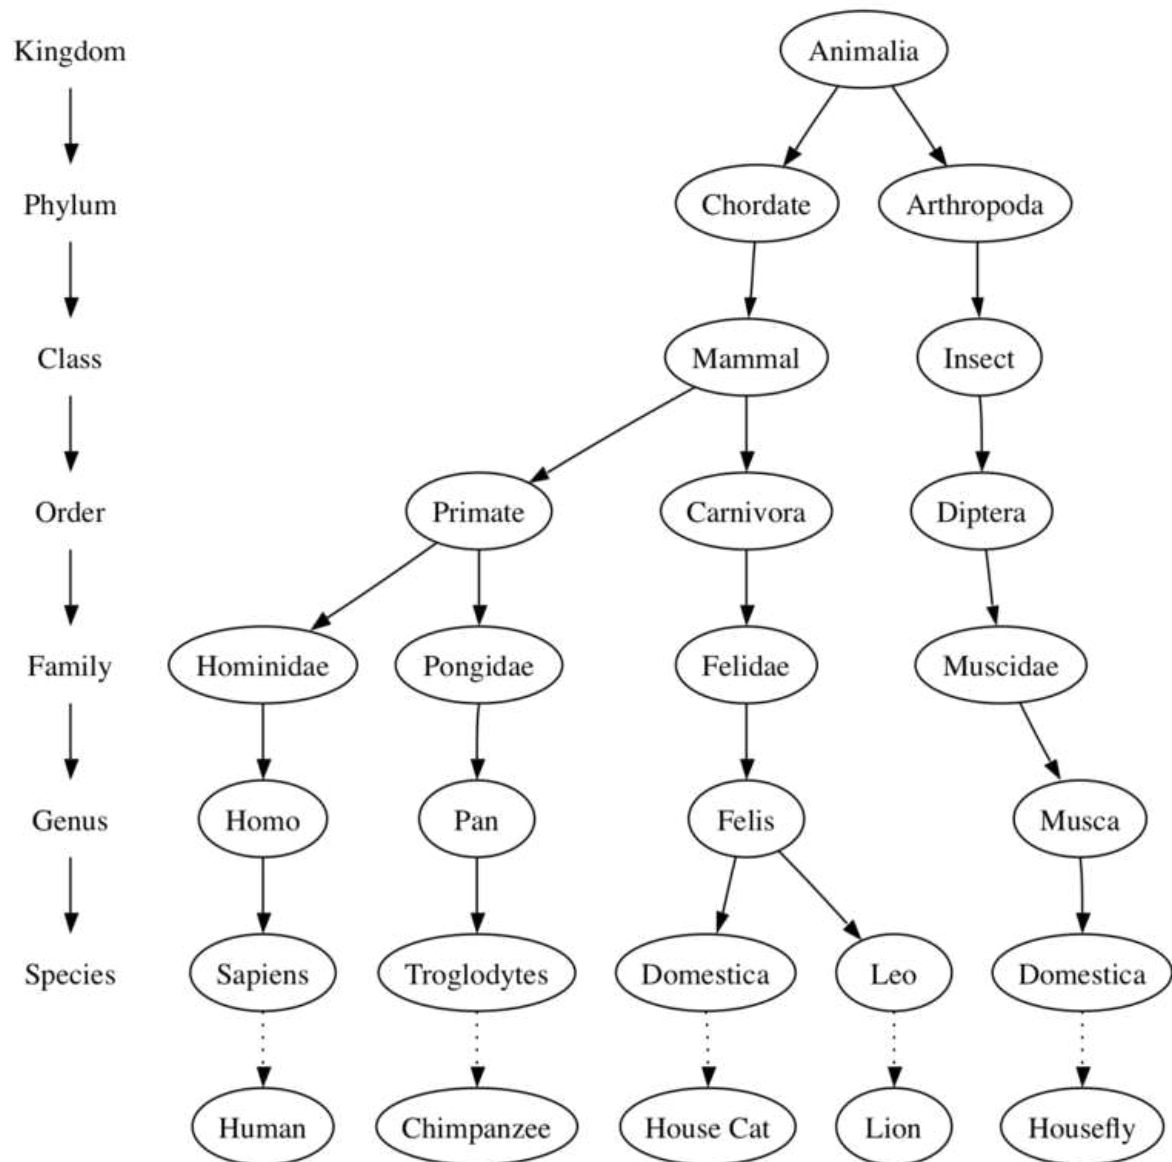 Kingdom
Animalia
Phylum
Chordate
Arthropoda
Class
Mammal
Insect
Order
Primate
Carnivora
Diptera
Family
Hominidae
Pongidae
Felidae
Muscidae
Genus
Homo
Pan
Felis
Musca
Species
Sapiens
Troglodytes
Domestica
Leo
Domestica
Human
Chimpanzee
House Cat
Lion
Housefly